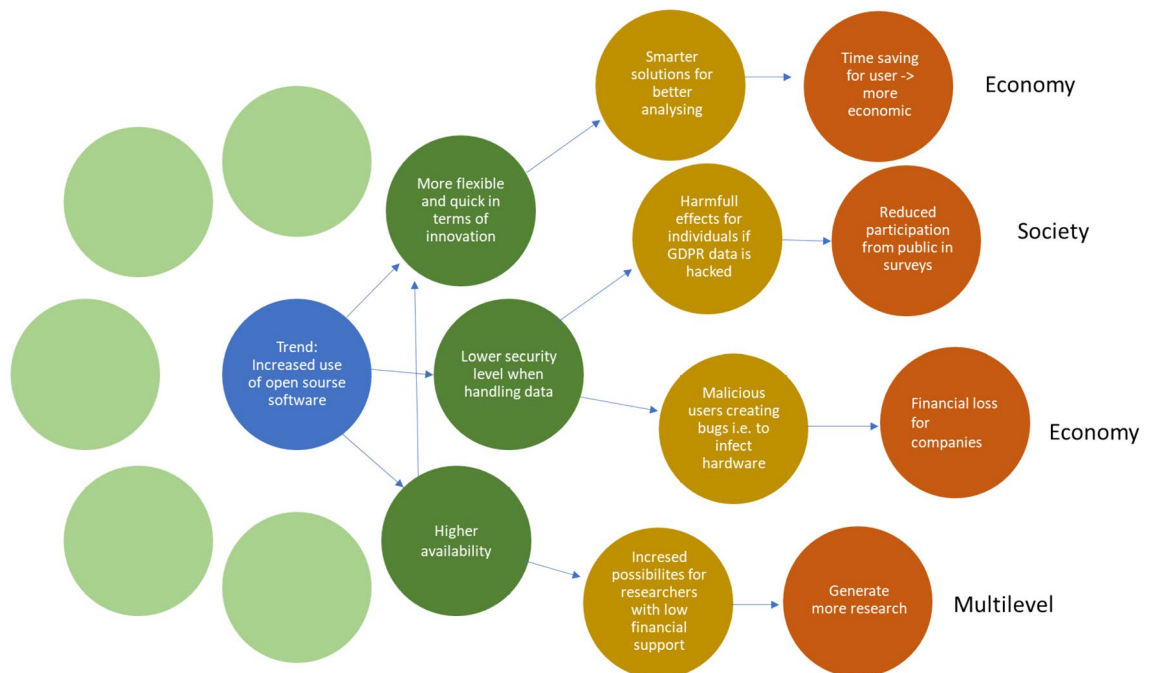 Smarter
solutions for
better
analysing
Time saving
for user ->
more
economic
Economy
More flexible
and quick in
terms of
innovation
Harmfull
effects for
individuals if
GDPR data is
hacked
Reduced
participation
from public in
surveys
Society
Trend:
Increased use
of open sourse
software
Lower security
level when
handling data
Malicious
users creating
bugs i.e. to
infect
hardware
Financial loss
for
companies
Economy
Higher
availability
Incresed
possibilites for
researchers
with low
financial
support
Generate
more research
Multilevel